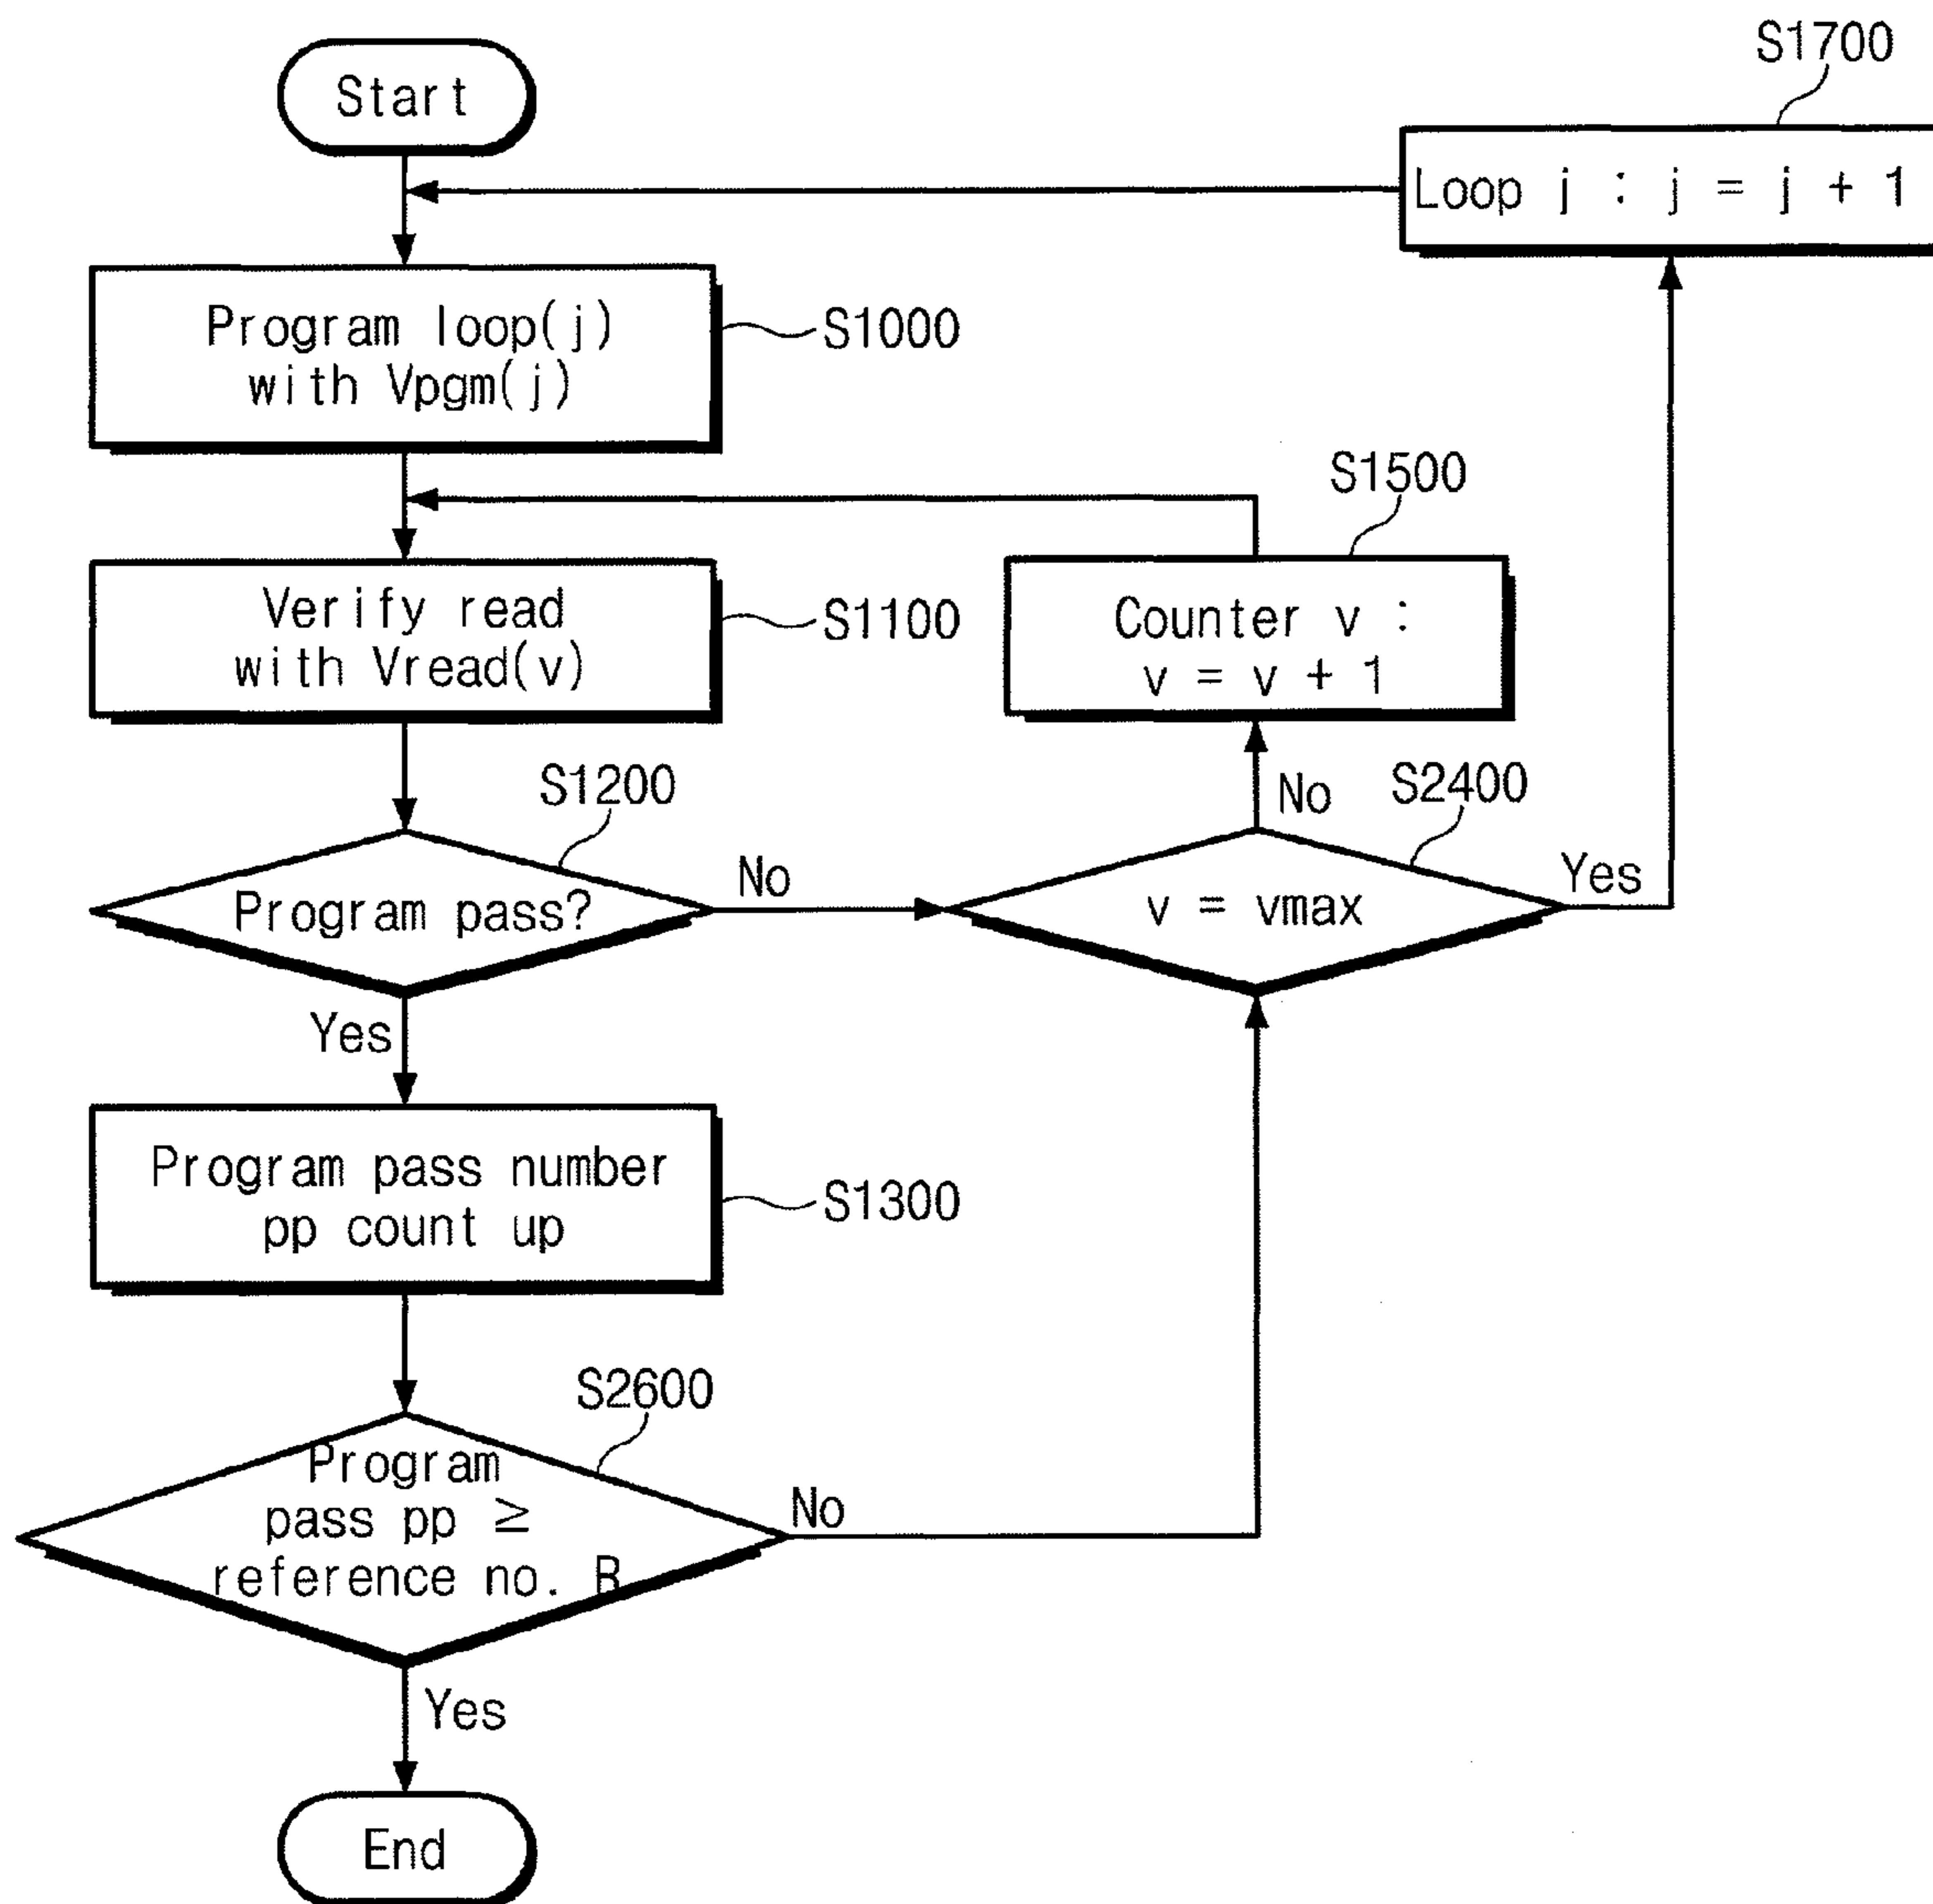 Start
S1700
Loop j : j = j + 1
Program loop(j)
with Vpgm(j)
S1000
S1500
Verify read
with Vread(v)
S1100
Counter v :
v = v + 1
S1200
No
S2400
Program pass?
No
v = vmax
Yes
Yes
Program pass number
pp count up
S1300
S2600
Program
pass pp ≥
reference no. R
No
Yes
End